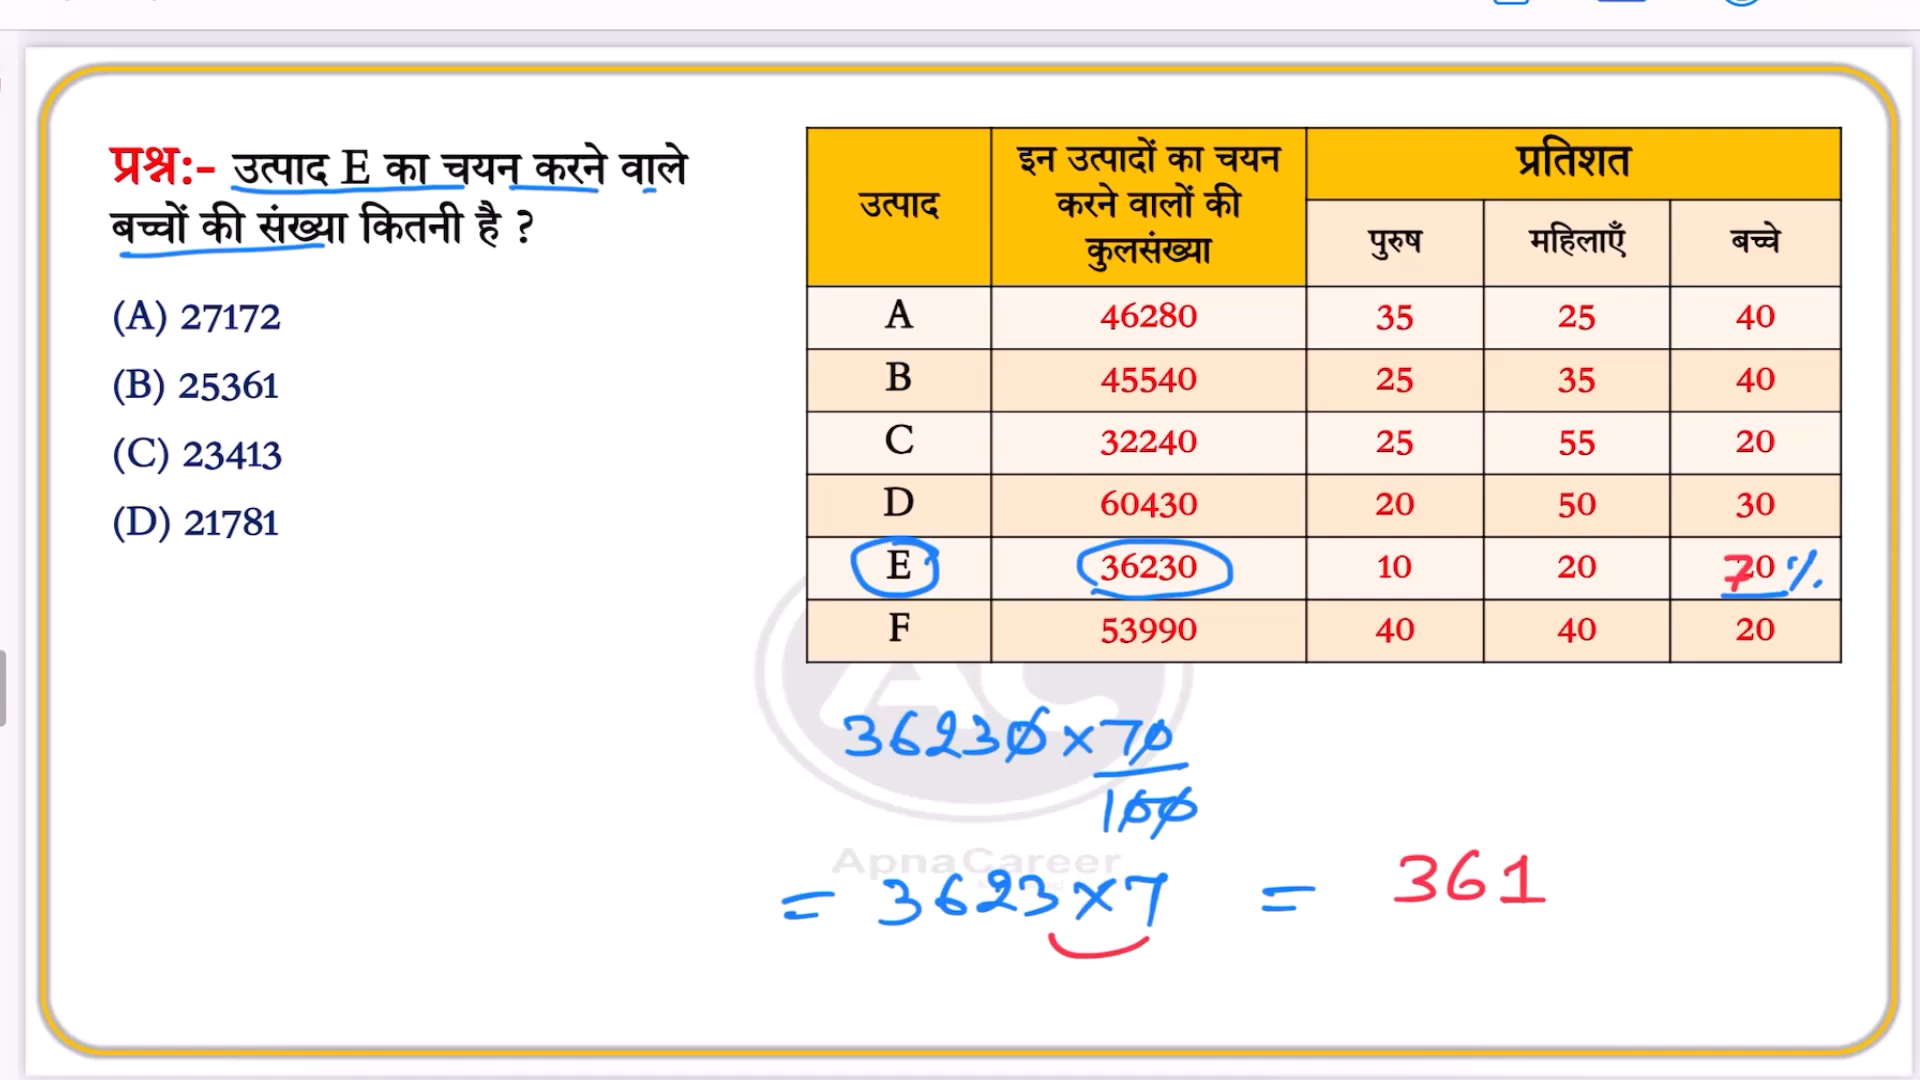 प्रश्न:- उत्पाद E का चयन करने वाले
बच्चों की संख्या कितनी है ?
(A) 27172
(B) 25361
(C) 23413
(D) 21781
उत्पाद
इन उत्पादों का चयन
करने वालों की
कुलसंख्या
प्रतिशत
पुरुष महिलाएँ बच्चे
A 46280 35 25 40
B 45540 25 35 40
C 32240 25 55 20
D 60430 20 50 30
E 36230 10 20 70 %
F 53990 40 40 20
36230 × 70
100
ApnaCareer
= 3623 × 7 = 361